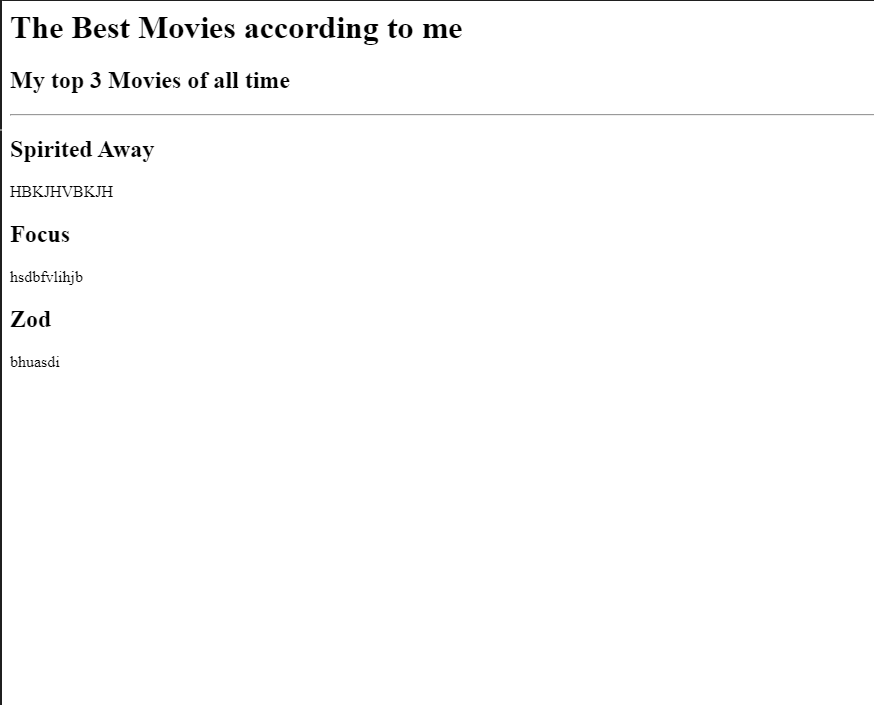 The Best Movies according to me
My top 3 Movies of all time
Spirited Away
HBKJHVBKJH
Focus
hsdbfvlihjb
Zod
bhuasdi